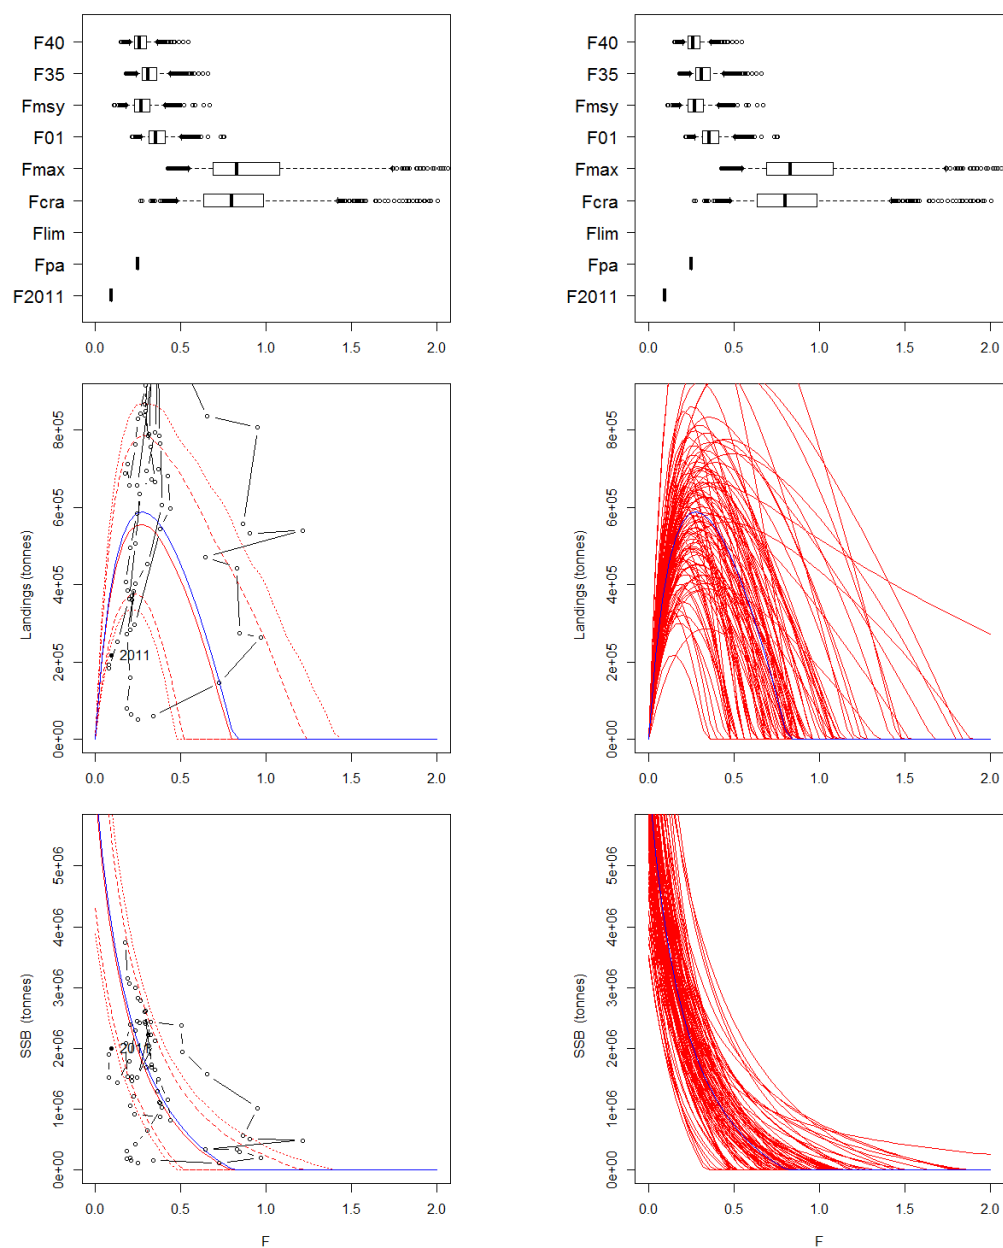 F40
F35
Fmsy
F01
Fmax
Fcra
Flim
Fpa
F2011
0.0 0.5 1.0 1.5 2.0
F40
F35
Fmsy
F01
Fmax
Fcra
Flim
Fpa
F2011
0.0 0.5 1.0 1.5 2.0
Landings (tonnes)
0e+00 2e+05 4e+05 6e+05 8e+05
2011
0.0 0.5 1.0 1.5 2.0
Landings (tonnes)
0e+00 2e+05 4e+05 6e+05 8e+05
0.0 0.5 1.0 1.5 2.0
SSB (tonnes)
0e+00 1e+06 2e+06 3e+06 4e+06 5e+06
2011
0.0 0.5 1.0 1.5 2.0
F
SSB (tonnes)
0e+00 1e+06 2e+06 3e+06 4e+06 5e+06
0.0 0.5 1.0 1.5 2.0
F